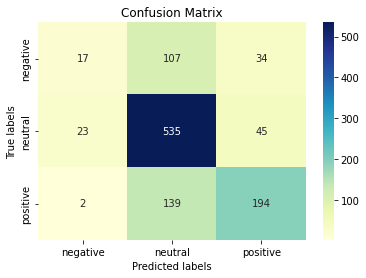 Confusion Matrix
negative 17 107 34
neutral 23 535 45
positive 2 139 194
negative neutral positive
Predicted labels
True labels
500
400
300
200
100